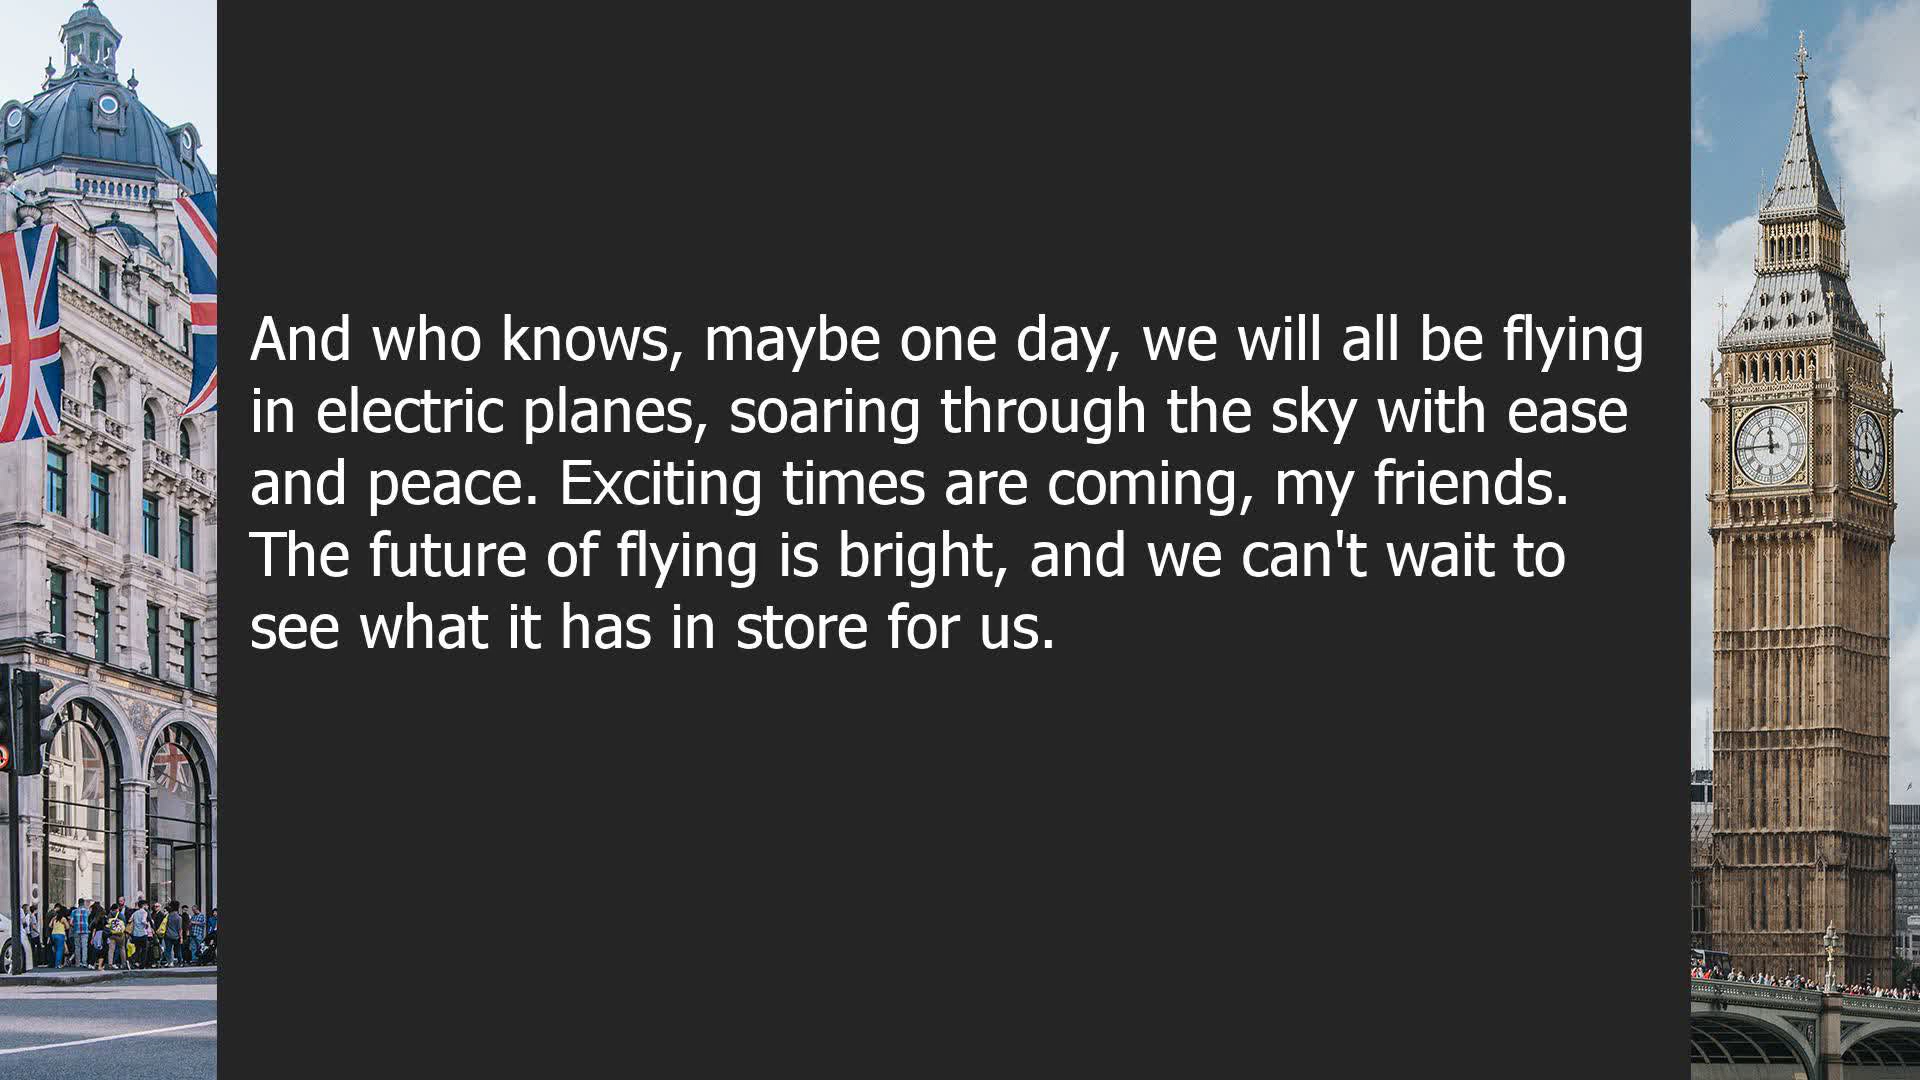 And who knows, maybe one day, we will all be flying
in electric planes, soaring through the sky with ease
and peace. Exciting times are coming, my friends.
The future of flying is bright, and we can't wait to
see what it has in store for us.